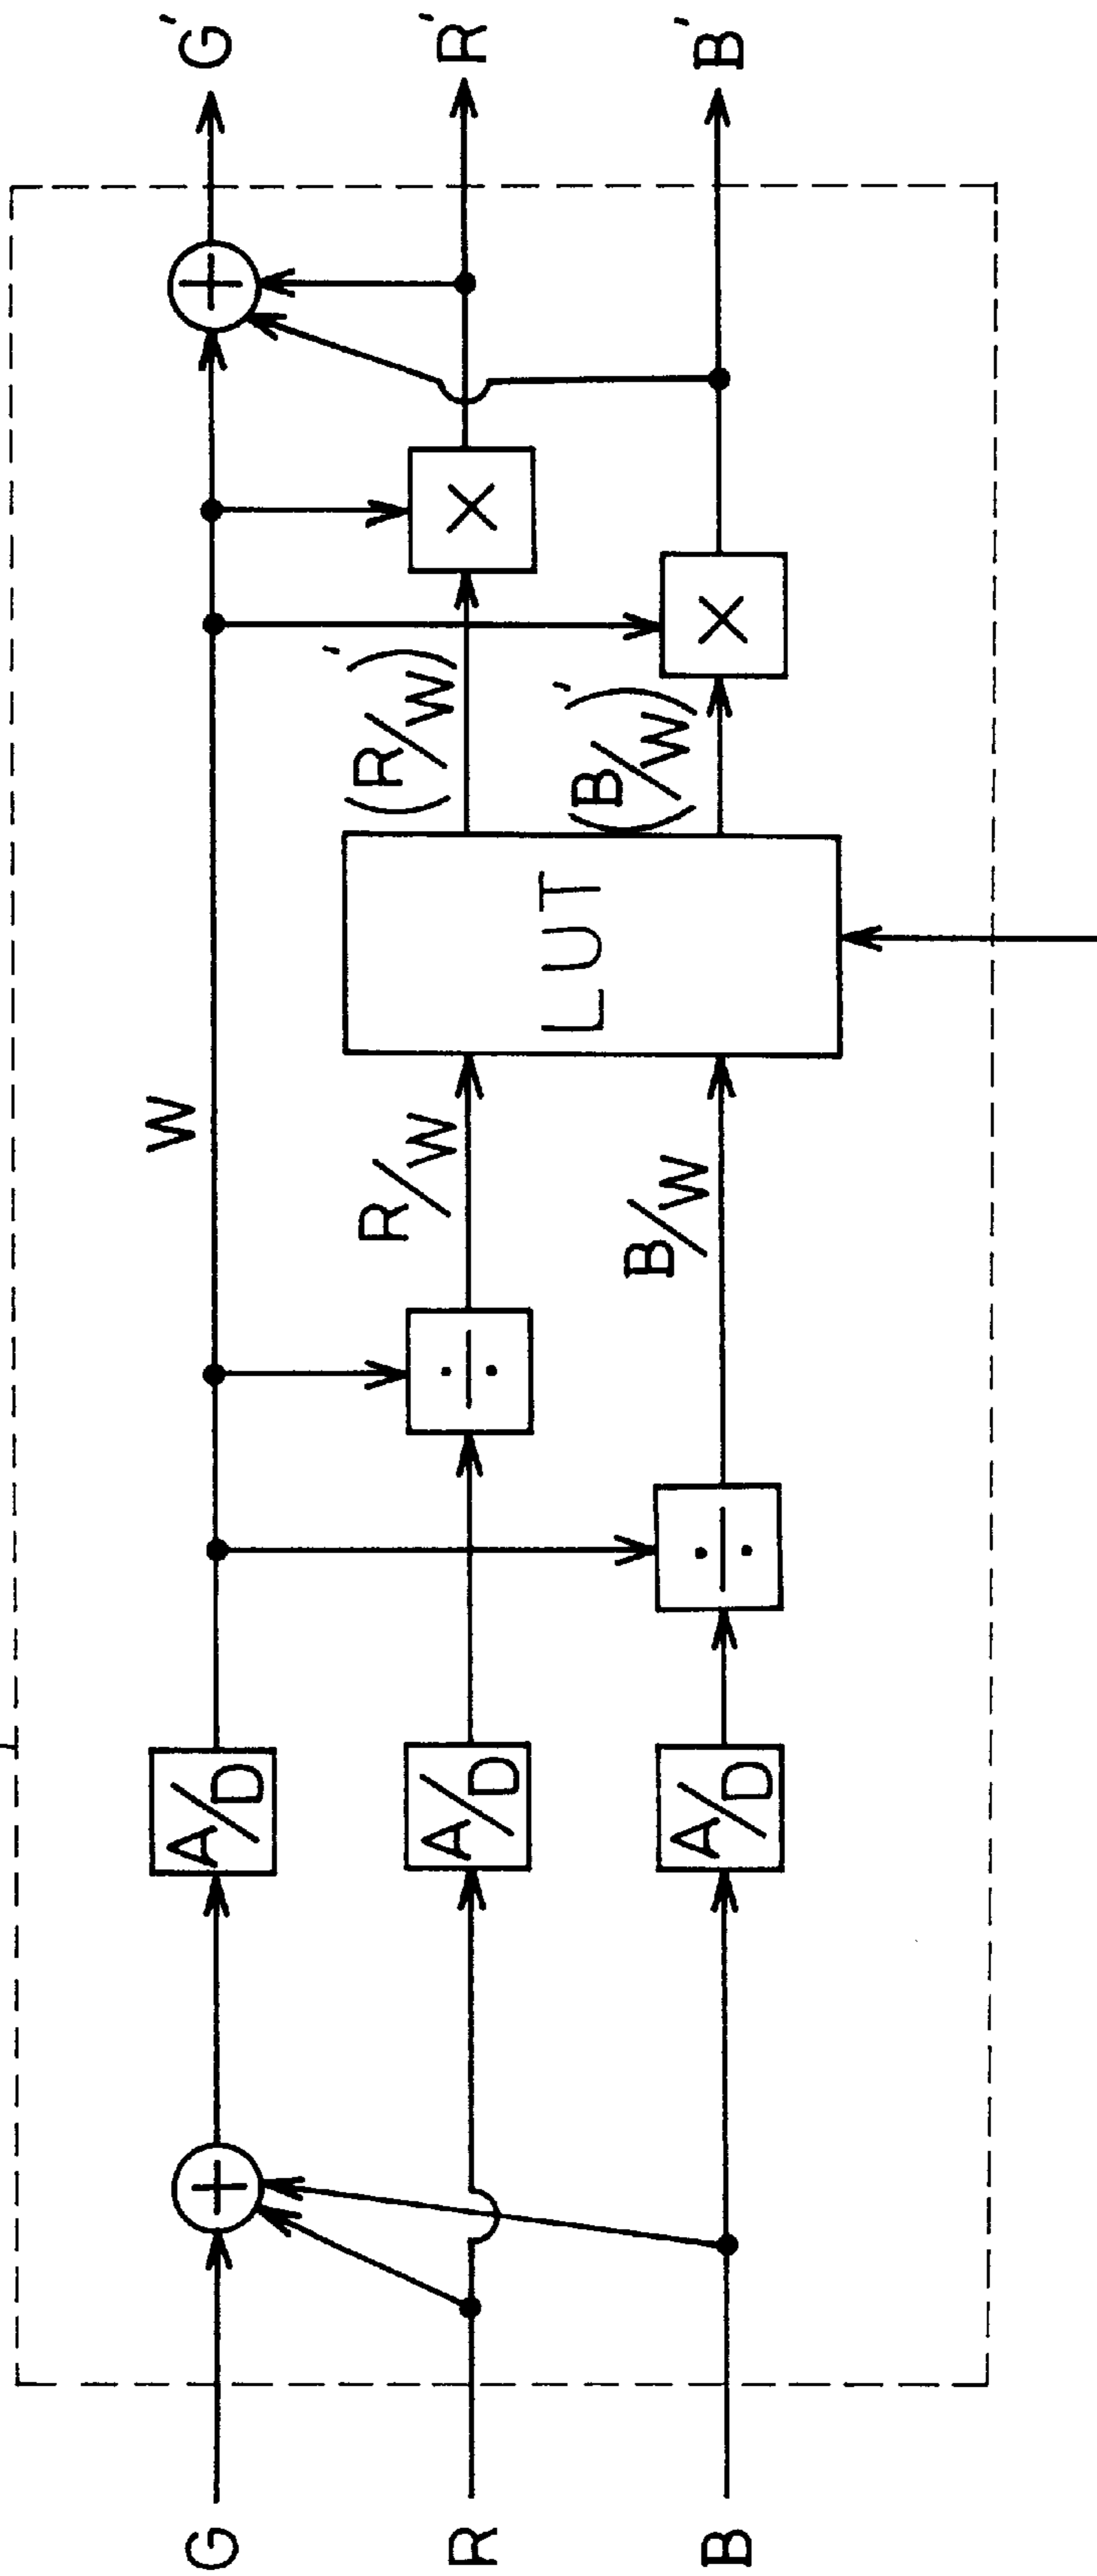 G
R
B
+
A/D
A/D
A/D
÷
÷
W
R/W
B/W
LUT
(R/W)'
(B/W)'
×
×
+
G'
R'
B'